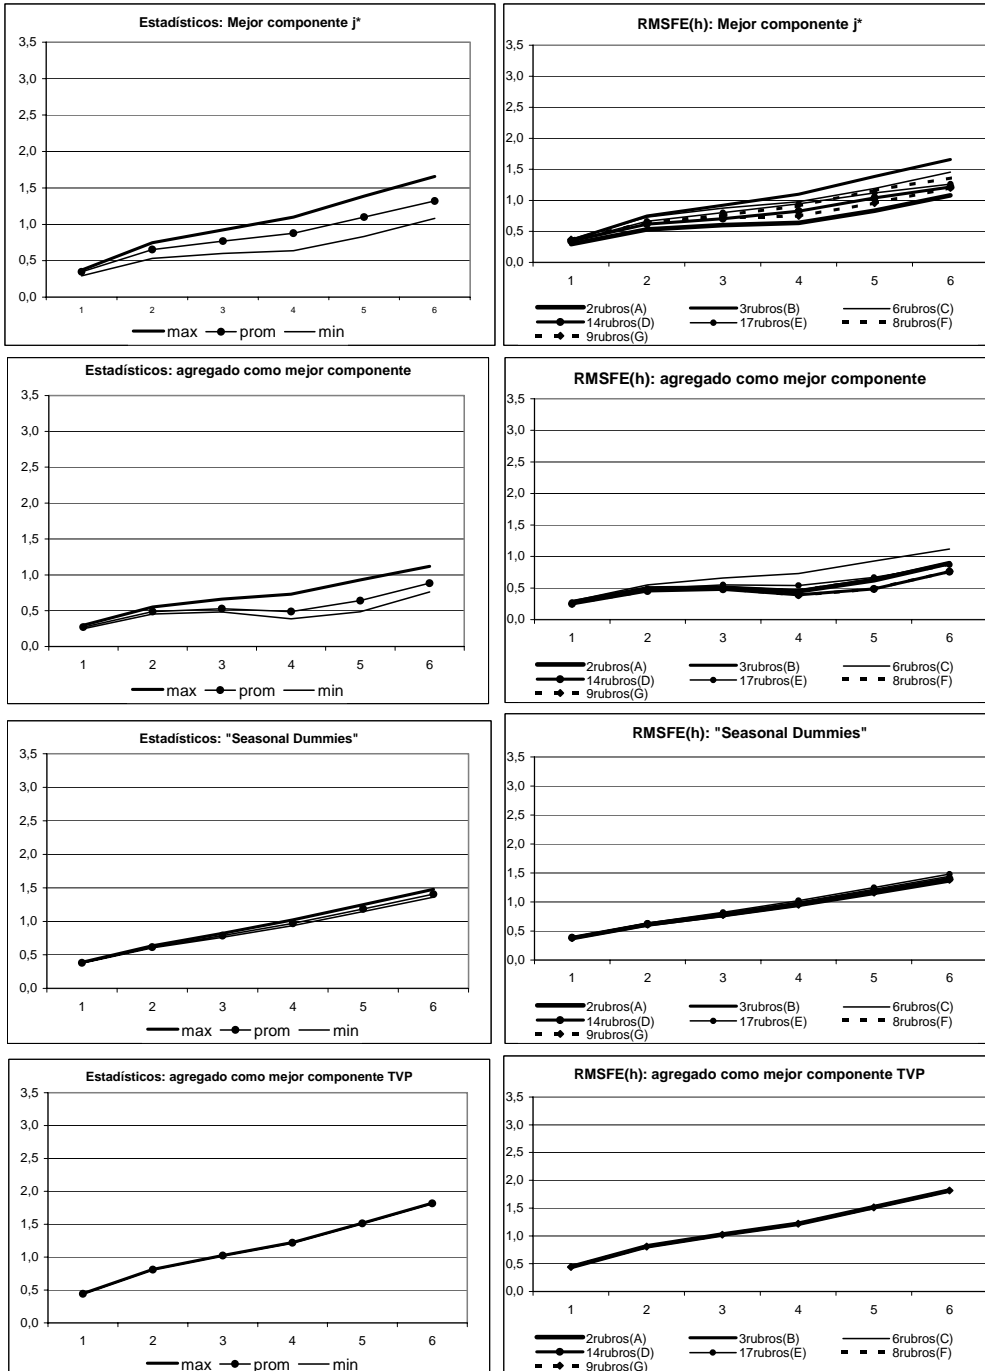 Estadísticos: Mejor componente j*
3,5
3,0
2,5
2,0
1,5
1,0
0,5
0,0
1 2 3 4 5 6
max prom min
RMSFE(h): Mejor componente j*
3,5
3,0
2,5
2,0
1,5
1,0
0,5
0,0
1 2 3 4 5 6
2rubros(A) 3rubros(B) 6rubros(C)
14rubros(D) 17rubros(E) 8rubros(F)
9rubros(G)
Estadísticos: agregado como mejor componente
3,5
3,0
2,5
2,0
1,5
1,0
0,5
0,0
1 2 3 4 5 6
max prom min
RMSFE(h): agregado como mejor componente
3,5
3,0
2,5
2,0
1,5
1,0
0,5
0,0
1 2 3 4 5 6
2rubros(A) 3rubros(B) 6rubros(C)
14rubros(D) 17rubros(E) 8rubros(F)
9rubros(G)
Estadísticos: "Seasonal Dummies"
3,5
3,0
2,5
2,0
1,5
1,0
0,5
0,0
1 2 3 4 5 6
max prom min
RMSFE(h): "Seasonal Dummies"
3,5
3,0
2,5
2,0
1,5
1,0
0,5
0,0
1 2 3 4 5 6
2rubros(A) 3rubros(B) 6rubros(C)
14rubros(D) 17rubros(E) 8rubros(F)
9rubros(G)
Estadísticos: agregado como mejor componente TVP
3,5
3,0
2,5
2,0
1,5
1,0
0,5
0,0
1 2 3 4 5 6
max prom min
RMSFE(h): agregado como mejor componente TVP
3,5
3,0
2,5
2,0
1,5
1,0
0,5
0,0
1 2 3 4 5 6
2rubros(A) 3rubros(B) 6rubros(C)
14rubros(D) 17rubros(E) 8rubros(F)
9rubros(G)